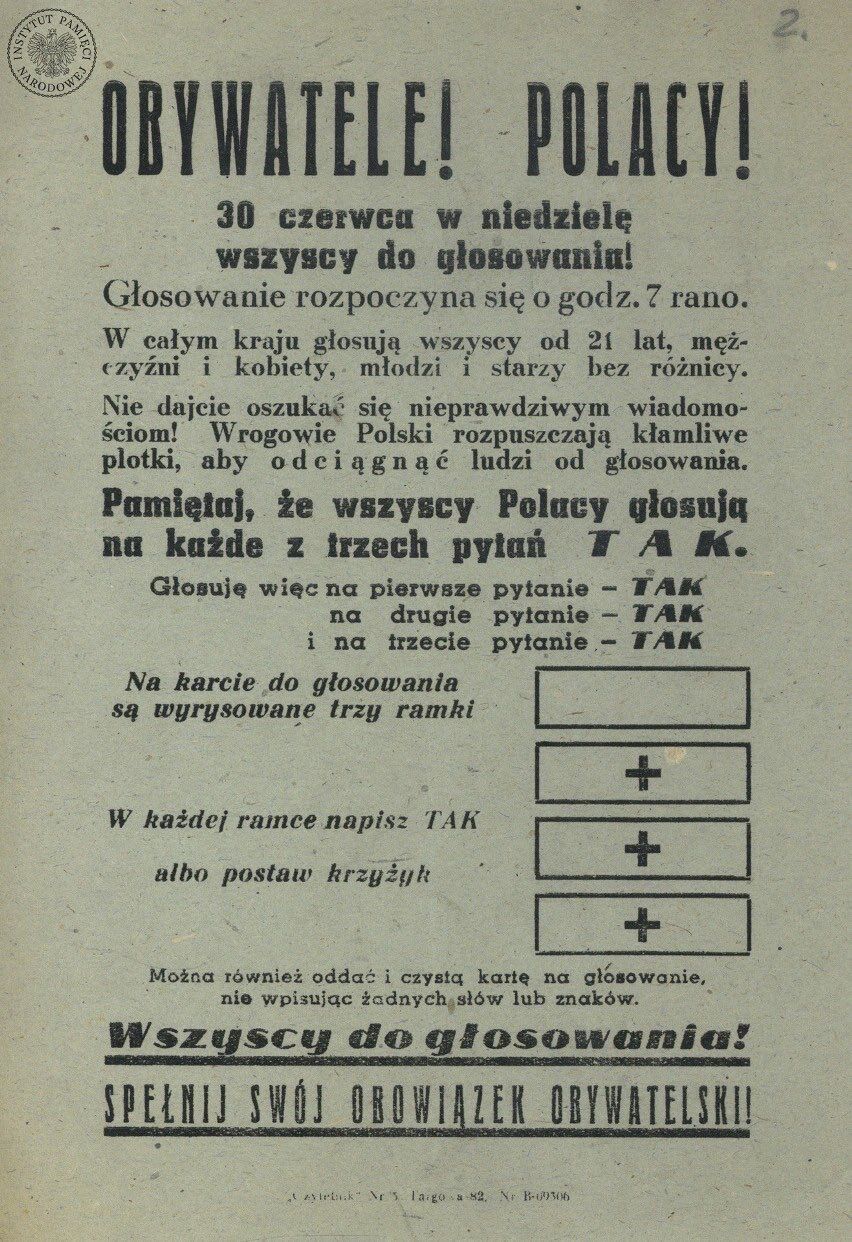 INSTYTUT PAMIĘCI NARODOWEJ
2.
OBYWATELE! POLACY!
30 czerwca w niedzielę
wszyscy do głosowania!
Głosowanie rozpoczyna się o godz. 7 rano.
W całym kraju głosują wszyscy od 21 lat, męż-
czyźni i kobiety, młodzi i starzy bez różnicy.
Nie dajcie oszukać się nieprawdziwym wiadomo-
ściom! Wrogowie Polski rozpuszczają kłamliwe
plotki, aby odciągnąć ludzi od głosowania.
Pamiętaj, że wszyscy Polacy głosują
na każde z trzech pytań TAK.
Głosuję więc na pierwsze pytanie – TAK
na drugie pytanie – TAK
i na trzecie pytanie – TAK
Na karcie do głosowania
są wyrysowane trzy ramki
+
W każdej ramce napisz TAK
+
albo postaw krzyżyk
+
Można również oddać i czystą kartę na głosowanie,
nie wpisując żadnych słów lub znaków.
Wszyscy do głosowania!
SPEŁNIJ SWÓJ OBOWIĄZEK OBYWATELSKI!
„Czytelnik" Nr 3, Targowa 82, Nr B-09306